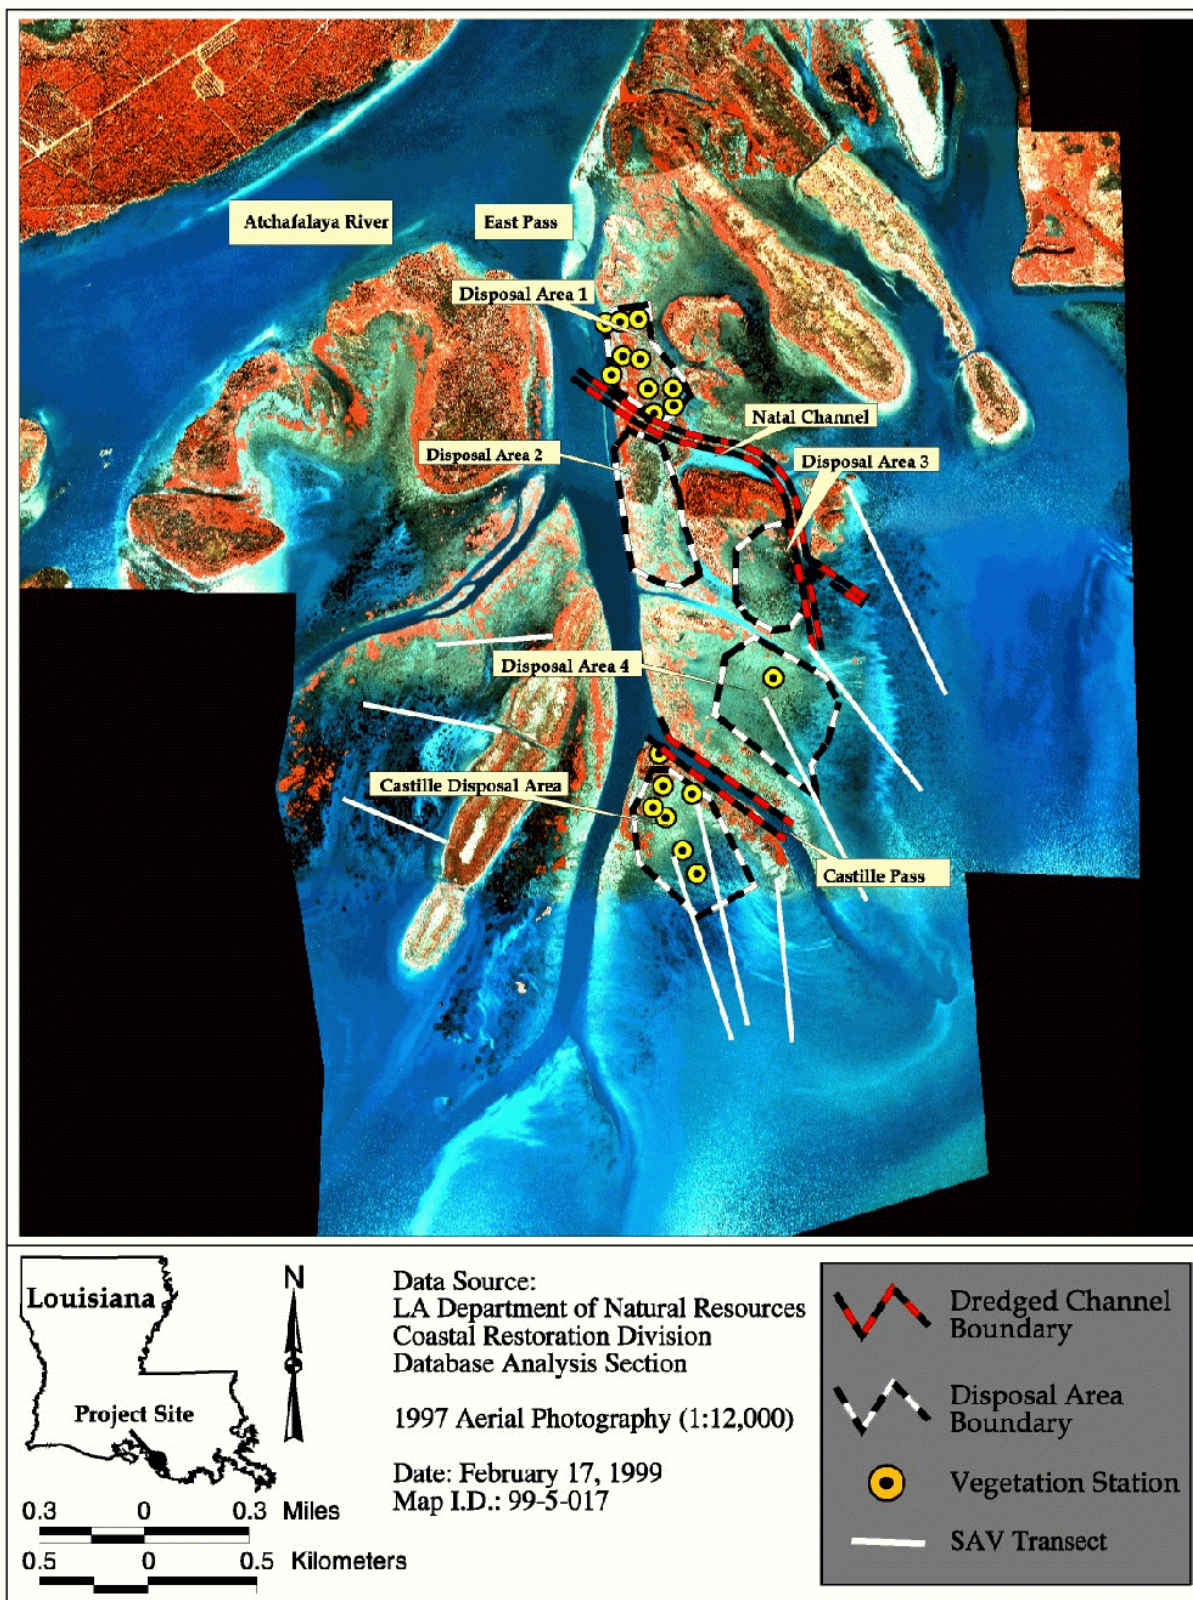 Atchafalaya River
East Pass
Disposal Area 1
Natal Channel
Disposal Area 2
Disposal Area 3
Disposal Area 4
Castille Disposal Area
Castille Pass
Louisiana
Project Site
N
0.3 0 0.3 Miles
0.5 0 0.5 Kilometers
Data Source:
LA Department of Natural Resources
Coastal Restoration Division
Database Analysis Section
1997 Aerial Photography (1:12,000)
Date: February 17, 1999
Map I.D.: 99-5-017
Dredged Channel
Boundary
Disposal Area
Boundary
Vegetation Station
SAV Transect